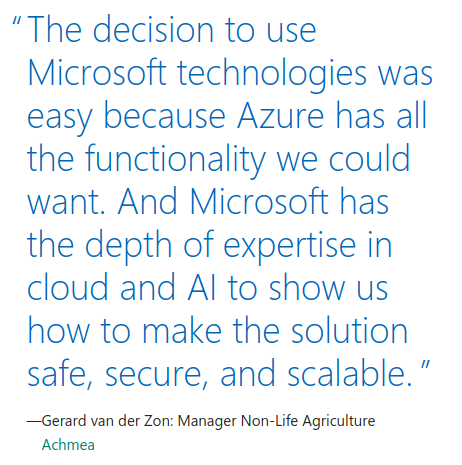 “The decision to use
Microsoft technologies was
easy because Azure has all
the functionality we could
want. And Microsoft has
the depth of expertise in
cloud and AI to show us
how to make the solution
safe, secure, and scalable.”
—Gerard van der Zon: Manager Non-Life Agriculture
Achmea